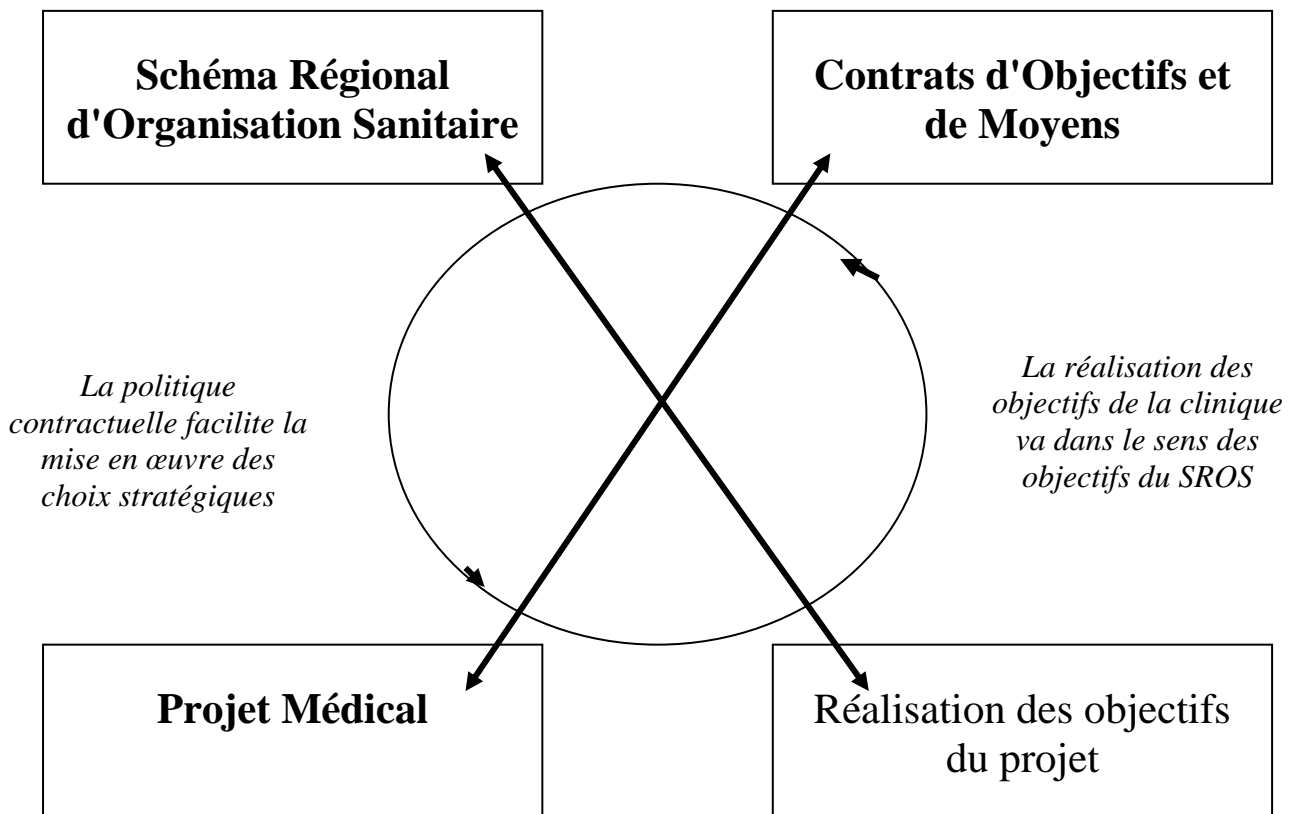 Schéma Régional
d'Organisation Sanitaire
Contrats d'Objectifs et
de Moyens
La politique
contractuelle facilite la
mise en œuvre des
choix stratégiques
La réalisation des
objectifs de la clinique
va dans le sens des
objectifs du SROS
Projet Médical
Réalisation des objectifs
du projet